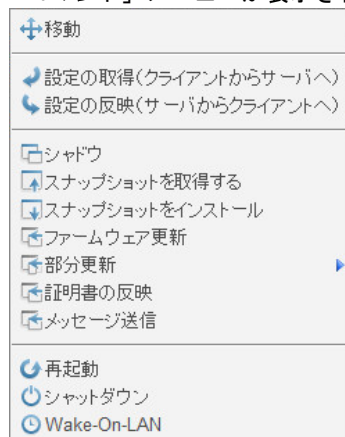 移動
設定の取得(クライアントからサーバへ)
設定の反映(サーバからクライアントへ)
シャドウ
スナップショットを取得する
スナップショットをインストール
ファームウェア更新
部分更新
証明書の反映
メッセージ送信
再起動
シャットダウン
Wake-On-LAN